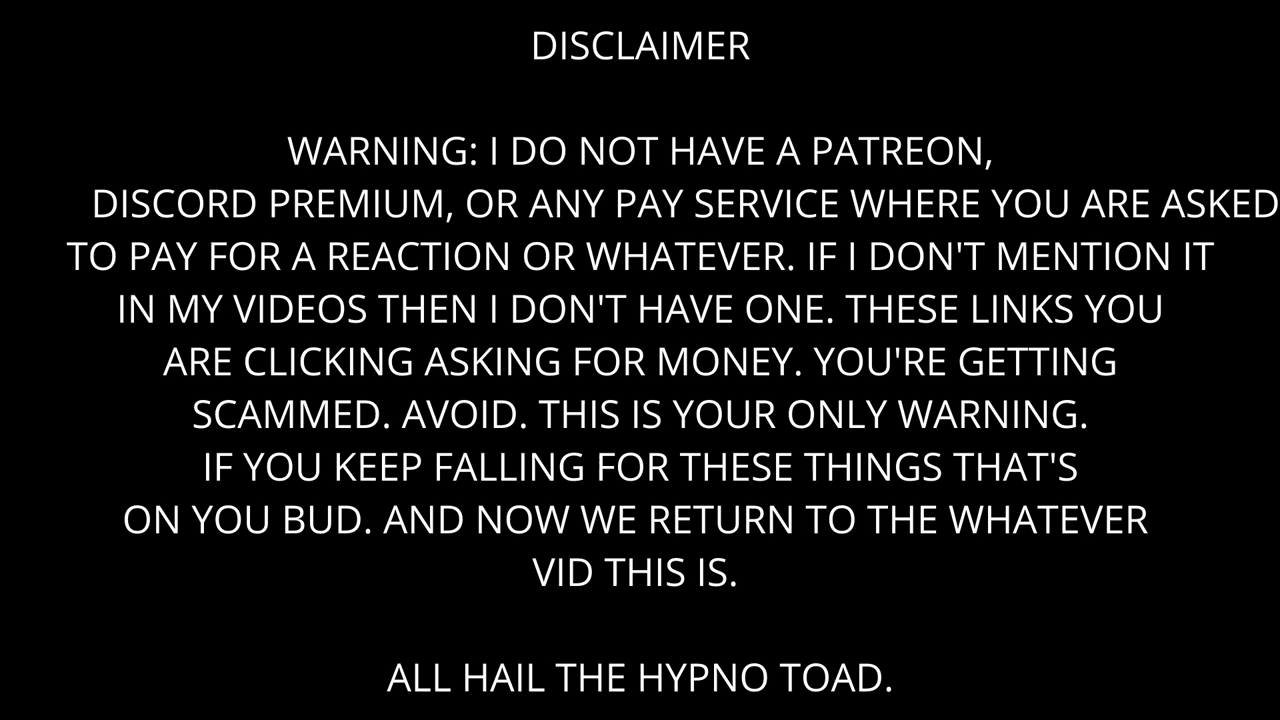 DISCLAIMER
WARNING: I DO NOT HAVE A PATREON,
DISCORD PREMIUM, OR ANY PAY SERVICE WHERE YOU ARE ASKED
TO PAY FOR A REACTION OR WHATEVER. IF I DON'T MENTION IT
IN MY VIDEOS THEN I DON'T HAVE ONE. THESE LINKS YOU
ARE CLICKING ASKING FOR MONEY. YOU'RE GETTING
SCAMMED. AVOID. THIS IS YOUR ONLY WARNING.
IF YOU KEEP FALLING FOR THESE THINGS THAT'S
ON YOU BUD. AND NOW WE RETURN TO THE WHATEVER
VID THIS IS.
ALL HAIL THE HYPNO TOAD.